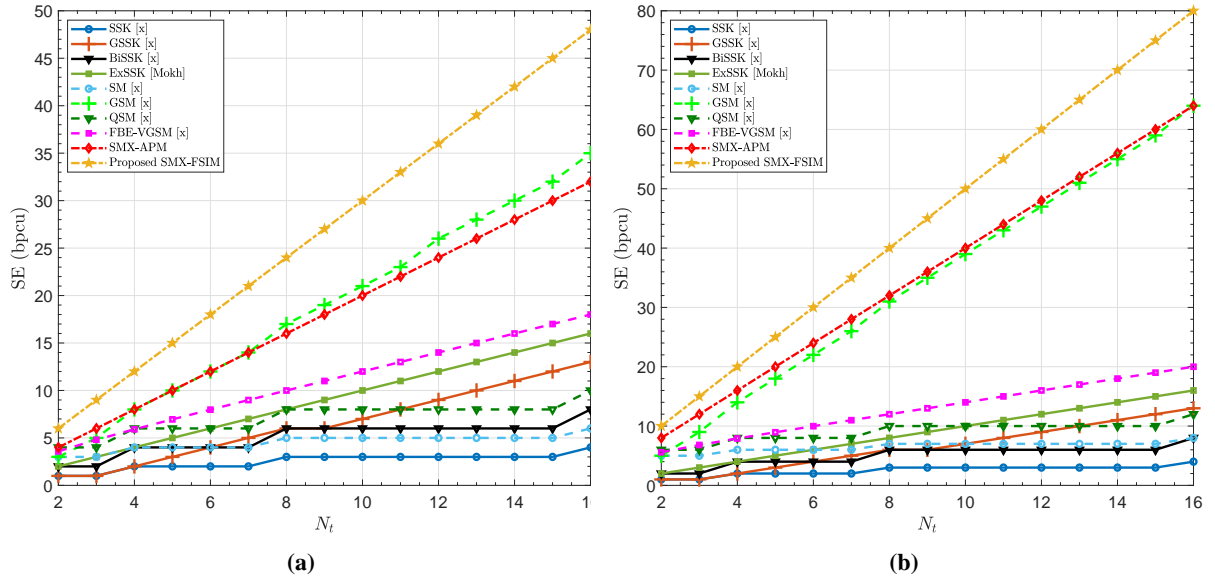 50
45
40
35
30
25
20
15
10
5
0
SE (bpcu)
SSK [x]
GSSK [x]
BiSSK [x]
ExSSK [Mokh]
SM [x]
GSM [x]
QSM [x]
FBE-VGSM [x]
SMX-APM
Proposed SMX-FSIM
2 4 6 8 10 12 14 16
N_t
(a)
80
70
60
50
40
30
20
10
0
SE (bpcu)
SSK [x]
GSSK [x]
BiSSK [x]
ExSSK [Mokh]
SM [x]
GSM [x]
QSM [x]
FBE-VGSM [x]
SMX-APM
Proposed SMX-FSIM
2 4 6 8 10 12 14 16
N_t
(b)